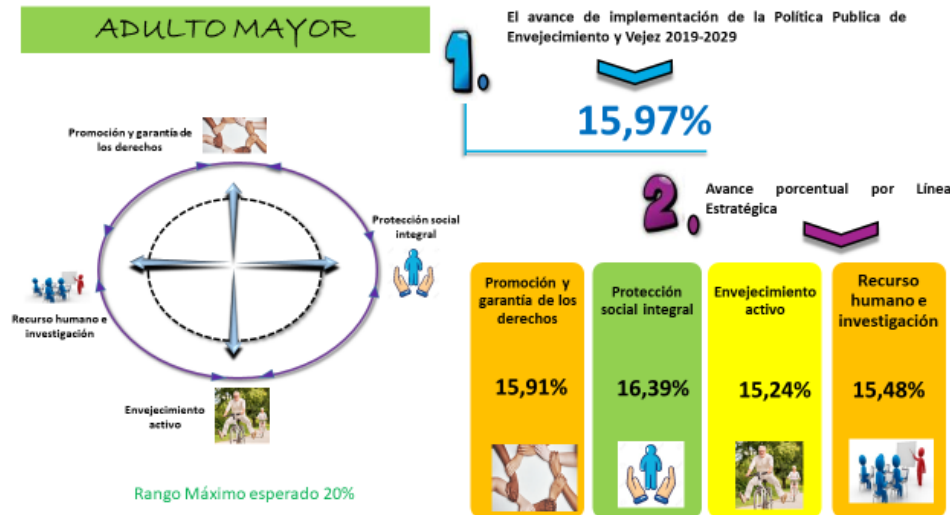 ADULTO MAYOR
Promoción y garantía de
los derechos
Protección social
integral
Recurso humano e
investigación
Envejecimiento
activo
Rango Máximo esperado 20%
1.
El avance de implementación de la Política Publica de
Envejecimiento y Vejez 2019-2029
15,97%
2.
Avance porcentual por Línea
Estratégica
Promoción y
garantía de los
derechos
15,91%
Protección
social integral
16,39%
Envejecimiento
activo
15,24%
Recurso
humano e
investigación
15,48%